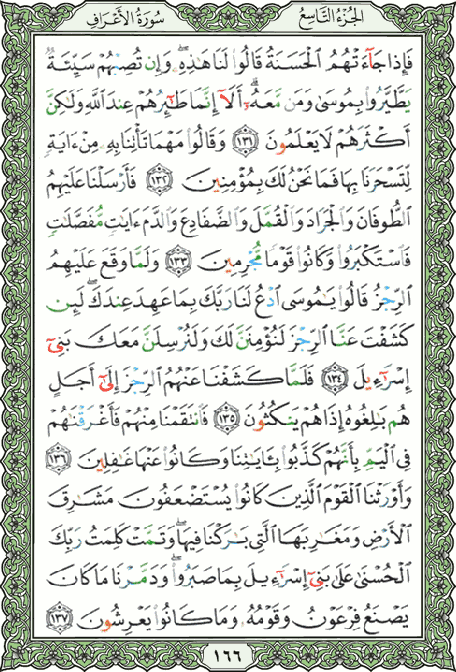 الجُزْءُ التَّاسِعُ سُورَةُ الأَعْرَافِ
فَإِذَا جَآءَتْهُمُ ٱلْحَسَنَةُ قَالُوا۟ لَنَا هَٰذِهِۦ ۖ وَإِن تُصِبْهُمْ سَيِّئَةٌۭ
يَطَّيَّرُوا۟ بِمُوسَىٰ وَمَن مَّعَهُۥٓ ۗ أَلَآ إِنَّمَا طَـٰٓئِرُهُمْ عِندَ ٱللَّهِ وَلَـٰكِنَّ
أَكْثَرَهُمْ لَا يَعْلَمُونَ ١٣١ وَقَالُوا۟ مَهْمَا تَأْتِنَا بِهِۦ مِنْ ءَايَةٍۢ
لِّتَسْحَرَنَا بِهَا فَمَا نَحْنُ لَكَ بِمُؤْمِنِينَ ١٣٢ فَأَرْسَلْنَا عَلَيْهِمُ
ٱلطُّوفَانَ وَٱلْجَرَادَ وَٱلْقُمَّلَ وَٱلضَّفَادِعَ وَٱلدَّمَ ءَايَـٰتٍۢ مُّفَصَّلَـٰتٍۢ
فَٱسْتَكْبَرُوا۟ وَكَانُوا۟ قَوْمًۭا مُّجْرِمِينَ ١٣٣ وَلَمَّا وَقَعَ عَلَيْهِمُ
ٱلرِّجْزُ قَالُوا۟ يَـٰمُوسَى ٱدْعُ لَنَا رَبَّكَ بِمَا عَهِدَ عِندَكَ ۖ لَئِن
كَشَفْتَ عَنَّا ٱلرِّجْزَ لَنُؤْمِنَنَّ لَكَ وَلَنُرْسِلَنَّ مَعَكَ بَنِىٓ
إِسْرَٰٓءِيلَ ١٣٤ فَلَمَّا كَشَفْنَا عَنْهُمُ ٱلرِّجْزَ إِلَىٰٓ أَجَلٍ
هُم بَـٰلِغُوهُ إِذَا هُمْ يَنكُثُونَ ١٣٥ فَٱنتَقَمْنَا مِنْهُمْ فَأَغْرَقْنَـٰهُمْ
فِى ٱلْيَمِّ بِأَنَّهُمْ كَذَّبُوا۟ بِـَٔايَـٰتِنَا وَكَانُوا۟ عَنْهَا غَـٰفِلِينَ ١٣٦
وَأَوْرَثْنَا ٱلْقَوْمَ ٱلَّذِينَ كَانُوا۟ يُسْتَضْعَفُونَ مَشَـٰرِقَ
ٱلْأَرْضِ وَمَغَـٰرِبَهَا ٱلَّتِى بَـٰرَكْنَا فِيهَا ۖ وَتَمَّتْ كَلِمَتُ رَبِّكَ
ٱلْحُسْنَىٰ عَلَىٰ بَنِىٓ إِسْرَٰٓءِيلَ بِمَا صَبَرُوا۟ ۖ وَدَمَّرْنَا مَا كَانَ
يَصْنَعُ فِرْعَوْنُ وَقَوْمُهُۥ وَمَا كَانُوا۟ يَعْرِشُونَ ١٣٧
١٦٦